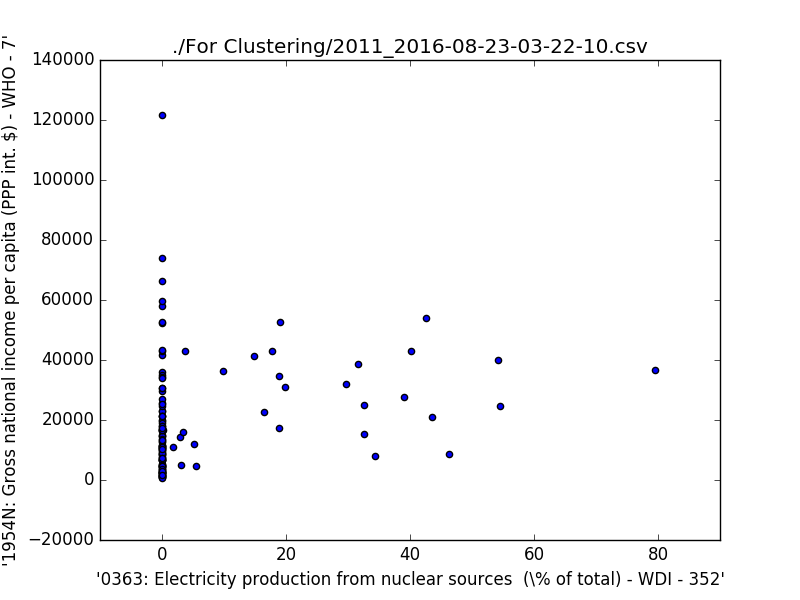 ./For Clustering/2011_2016-08-23-03-22-10.csv
'1954N: Gross national income per capita (PPP int. $) - WHO - 7'
140000
120000
100000
80000
60000
40000
20000
0
−20000
0 20 40 60 80
'0363: Electricity production from nuclear sources  (\% of total) - WDI - 352'